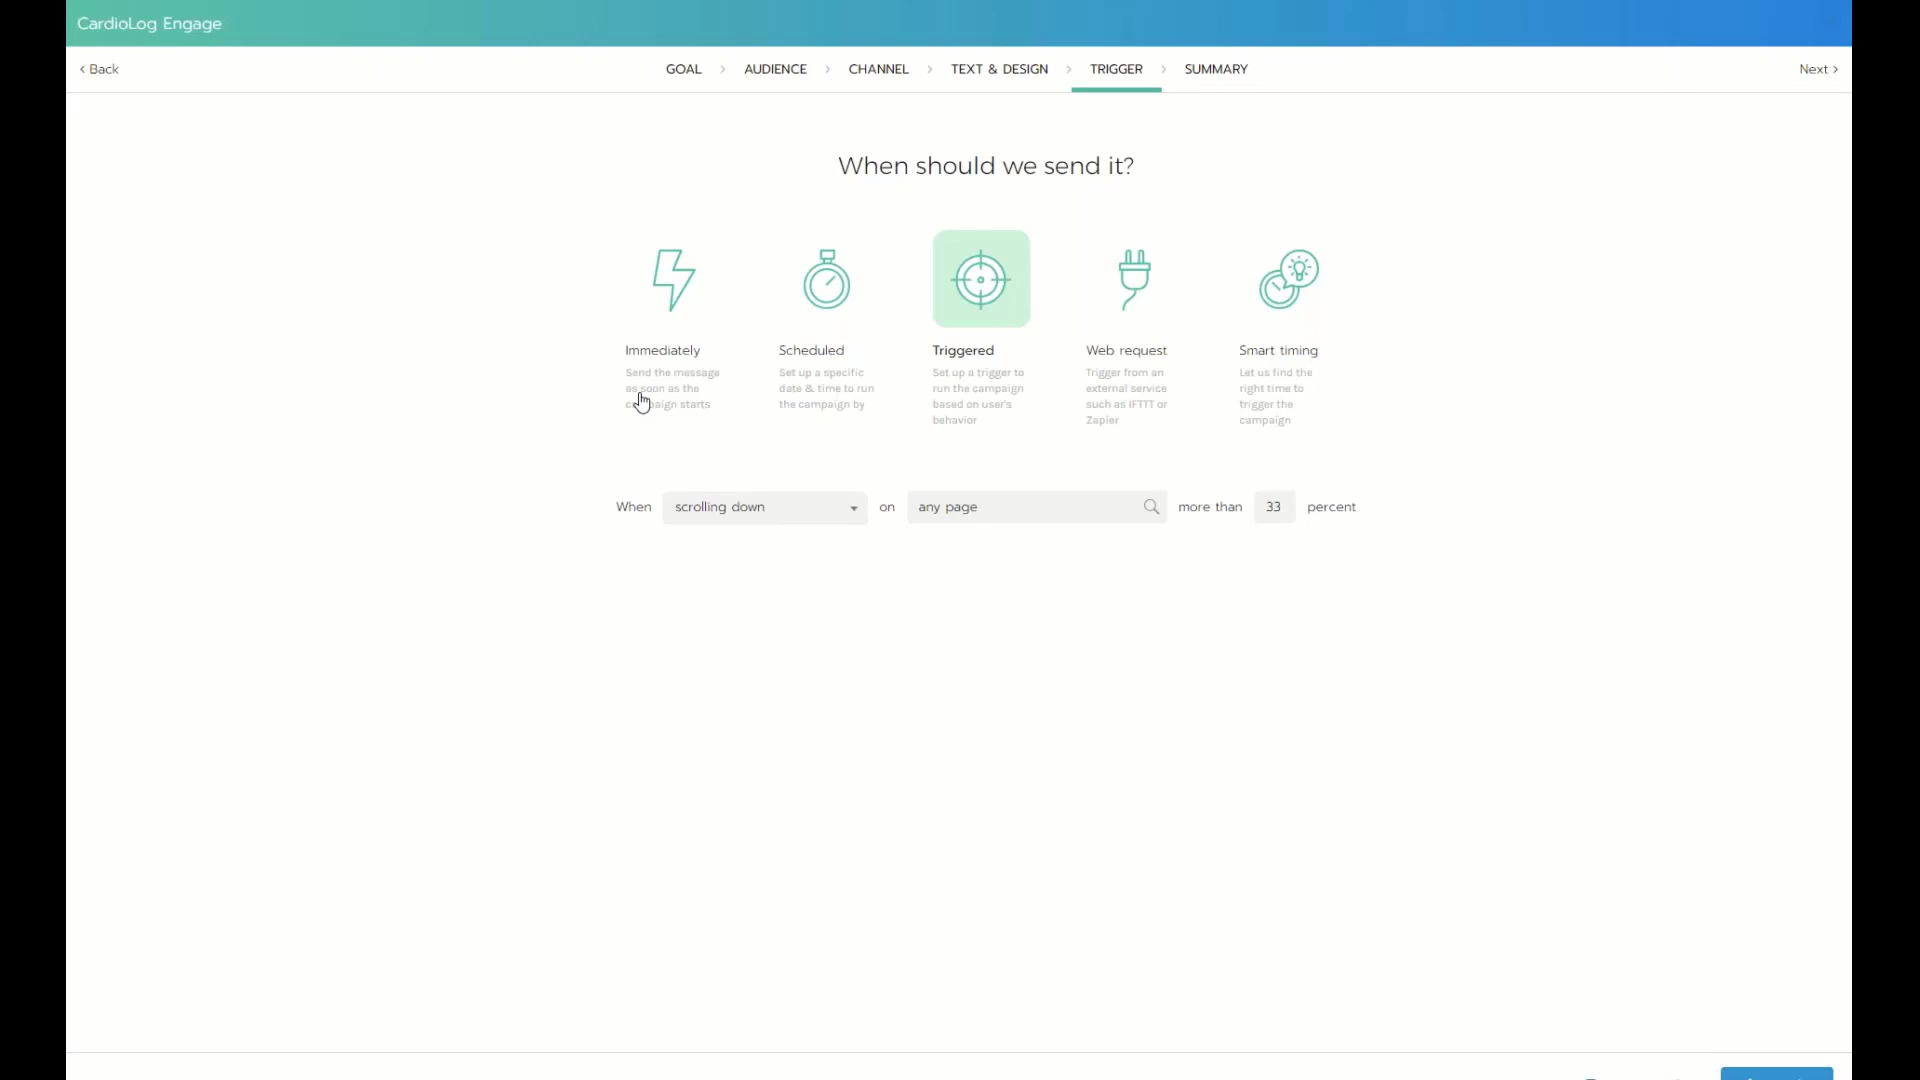 CardioLog Engage
Back
GOAL
AUDIENCE
CHANNEL
TEXT & DESIGN
TRIGGER
SUMMARY
Next
When should we send it?
Immediately
Send the message
as soon as the
campaign starts
Scheduled
Set up a specific
date & time to run
the campaign by
Triggered
Set up a trigger to
run the campaign
based on user's
behavior
Web request
Trigger from an
external service
such as IFTTT or
Zapier
Smart timing
Let us find the
right time to
trigger the
campaign
When scrolling down on any page more than 33 percent